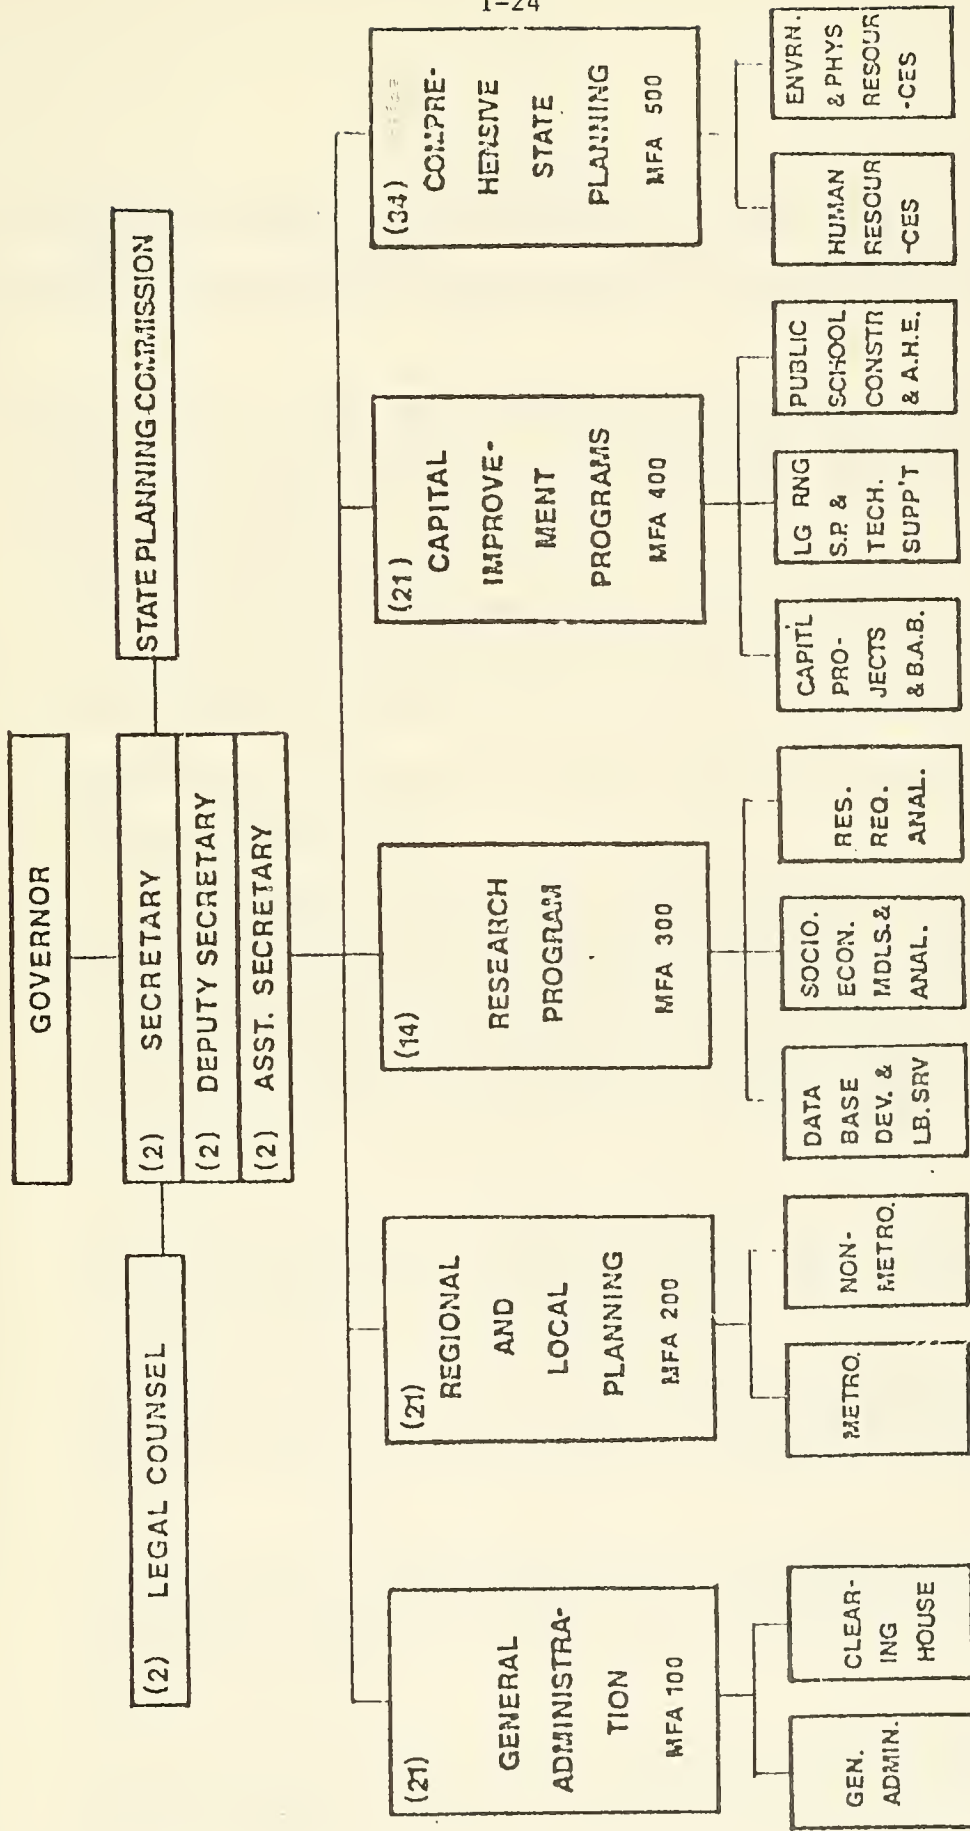 I-24
GOVERNOR
(2) LEGAL COUNSEL
(2) SECRETARY
(2) DEPUTY SECRETARY
(2) ASST. SECRETARY
STATE PLANNING COMMISSION
(21)
GENERAL
ADMINISTRA-
TION
MFA 100
(21)
REGIONAL
AND
LOCAL
PLANNING
MFA 200
(14)
RESEARCH
PROGRAM
MFA 300
(21)
CAPITAL
IMPROVE-
MENT
PROGRAMS
MFA 400
(34)
COMPRE-
HENSIVE
STATE
PLANNING
MFA 500
GEN.
ADMIN.
CLEAR-
ING
HOUSE
METRO.
NON-
METRO.
DATA
BASE
DEV. &
LB. SRV
SOCIO.
ECON.
MDLS. &
ANAL.
RES.
REQ.
ANAL.
CAPIT'L
PRO-
JECTS
& B.A.B.
LG RNG
S.P. &
TECH.
SUPP'T
PUBLIC
SCHOOL
CONSTR
& A.H.E.
HUMAN
RESOUR
-CES
ENVRN.
& PHYS
RESOUR
-CES